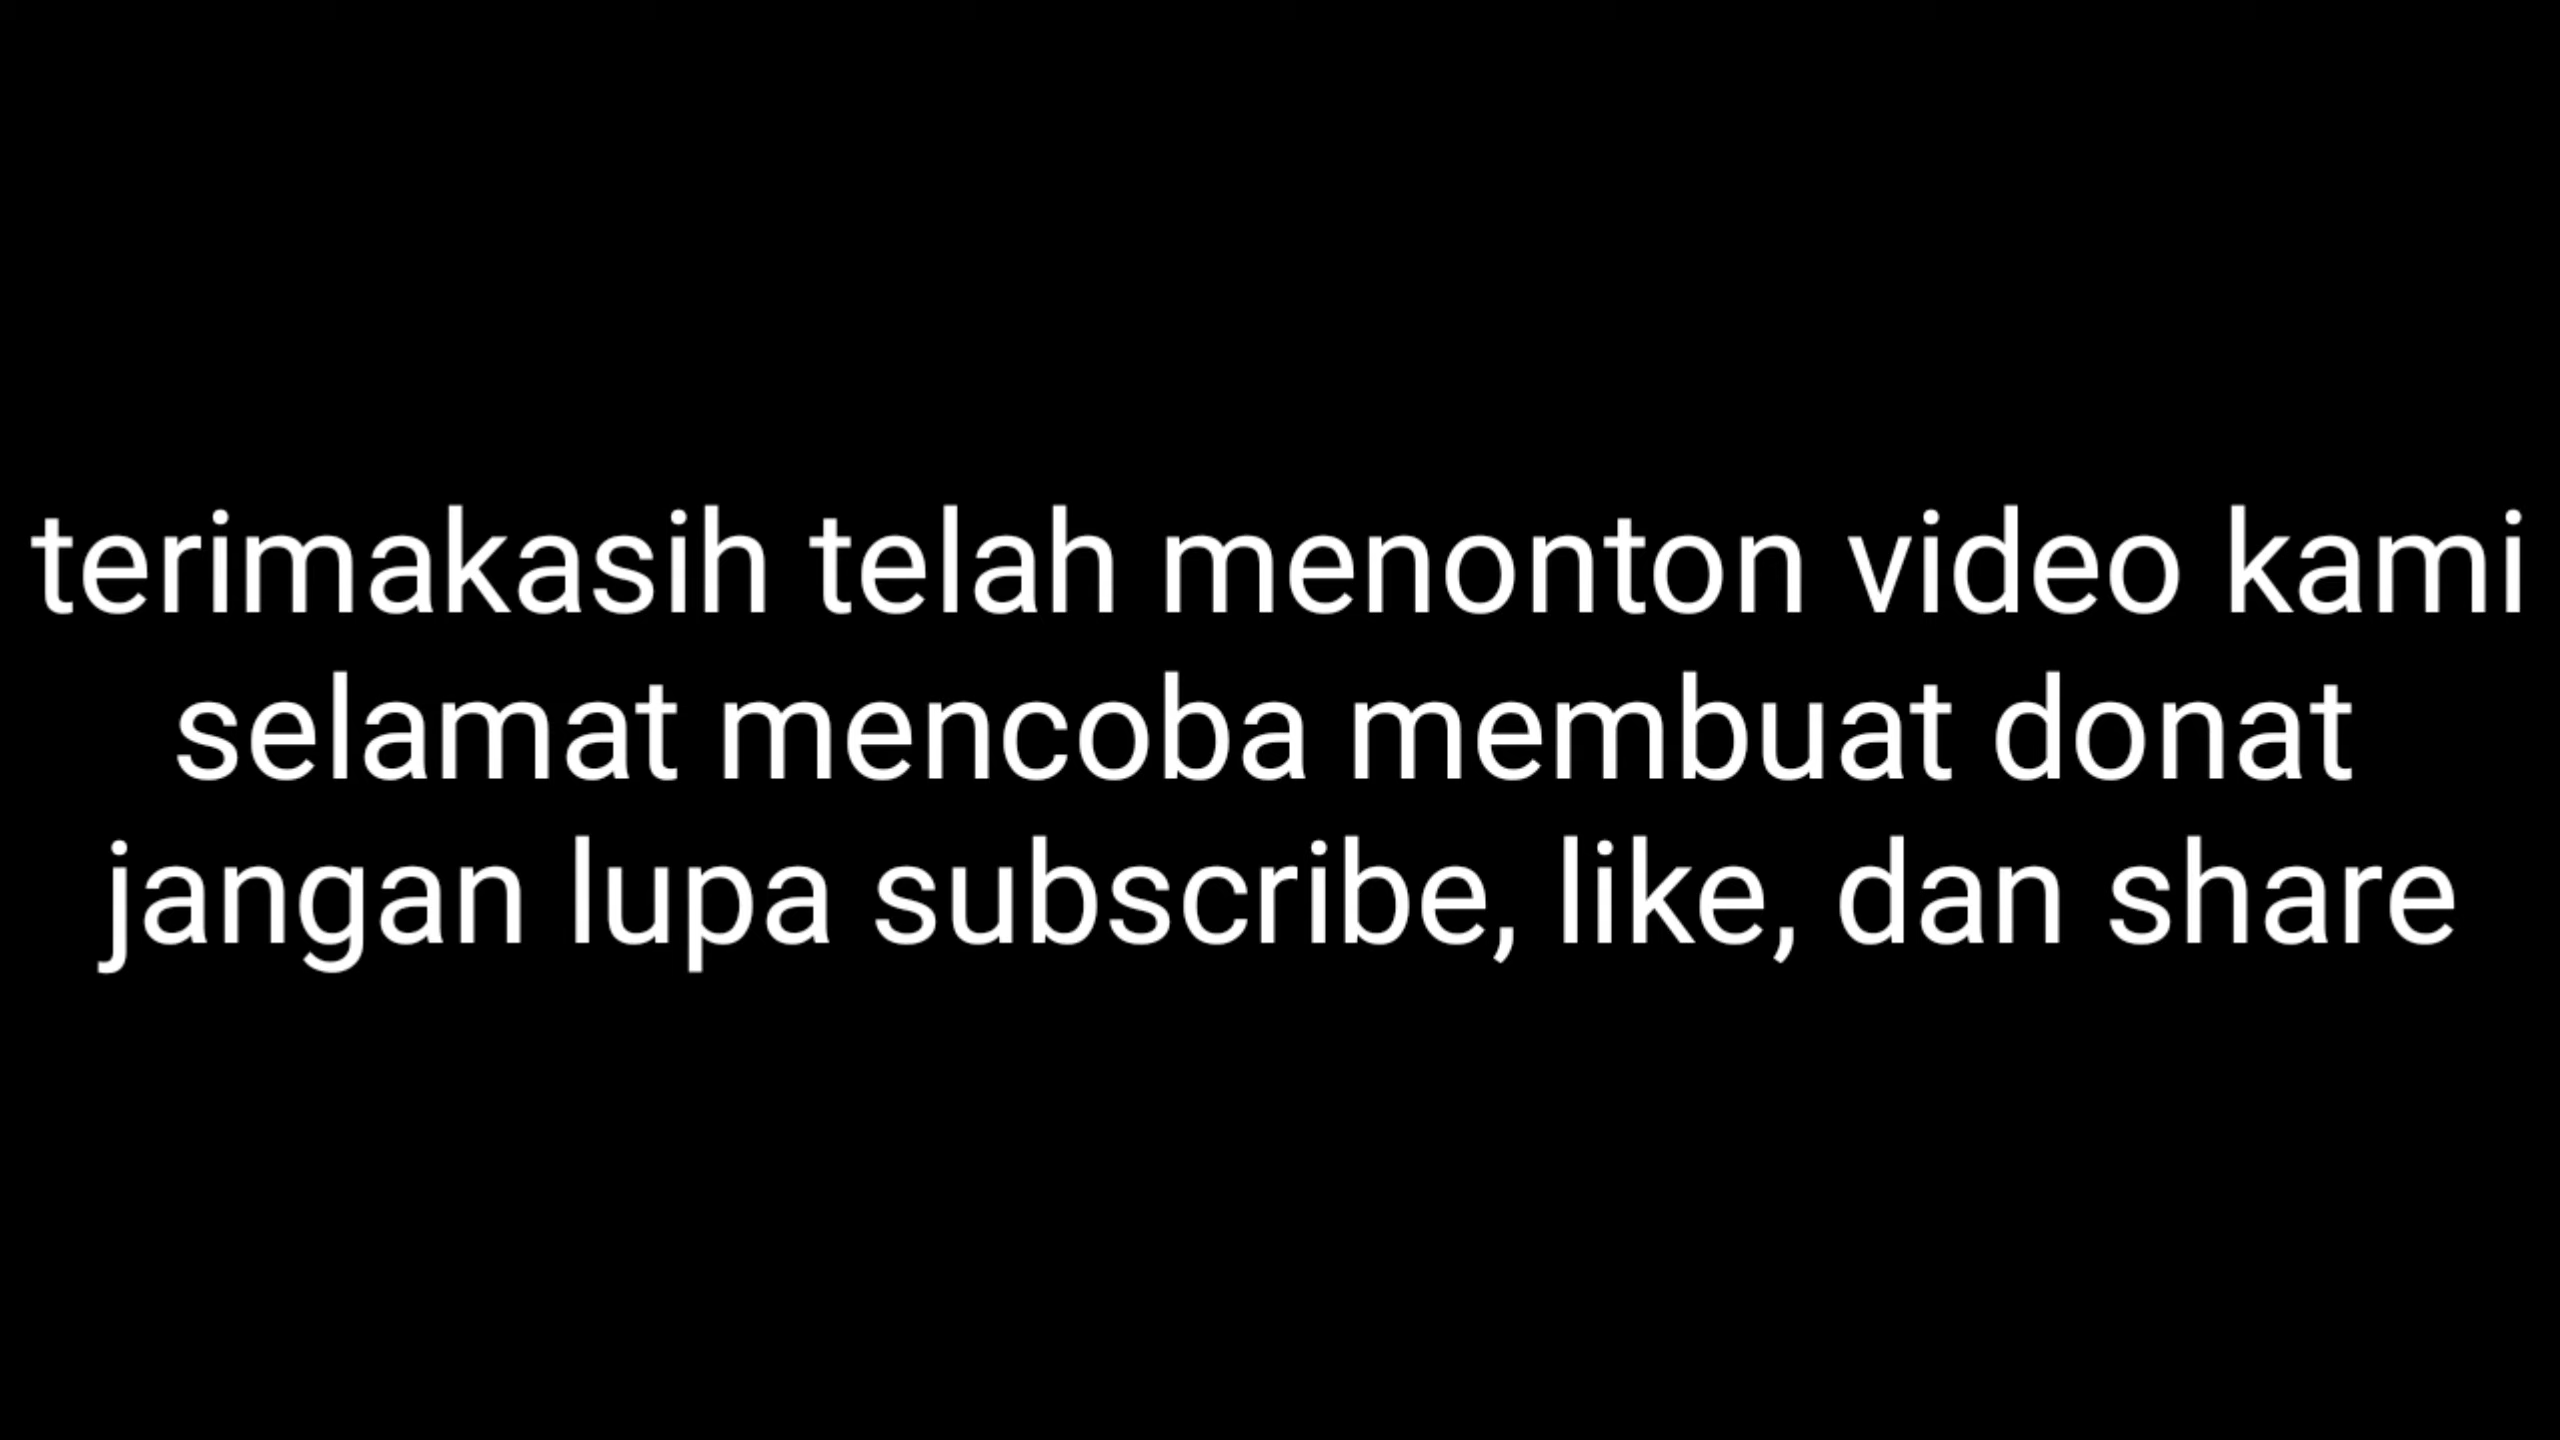 terimakasih telah menonton video kami
selamat mencoba membuat donat
jangan lupa subscribe, like, dan share